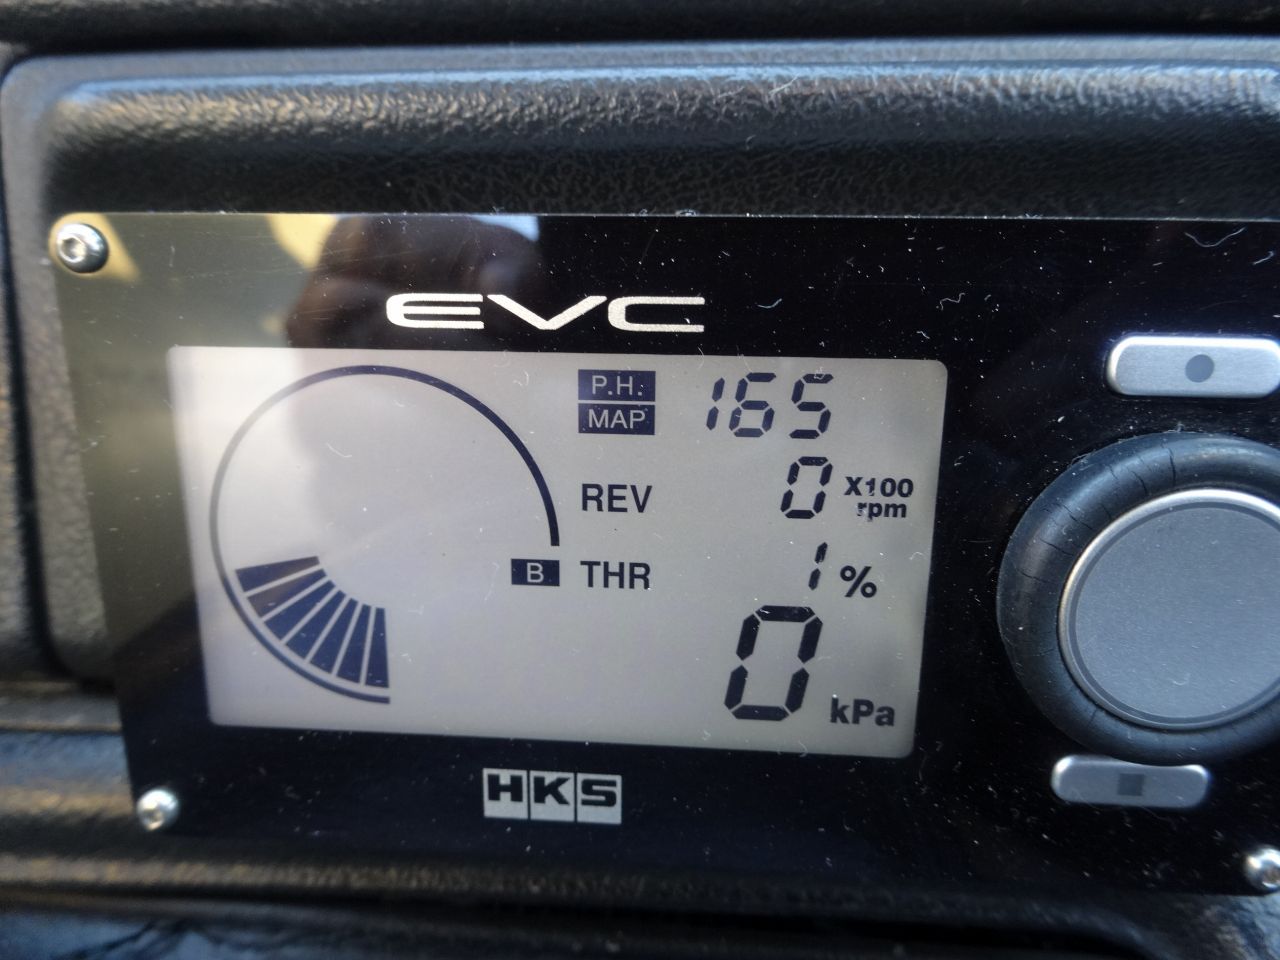 EVC
P.H.
MAP 165
REV 0 X100 rpm
B THR 1 %
0 kPa
HKS